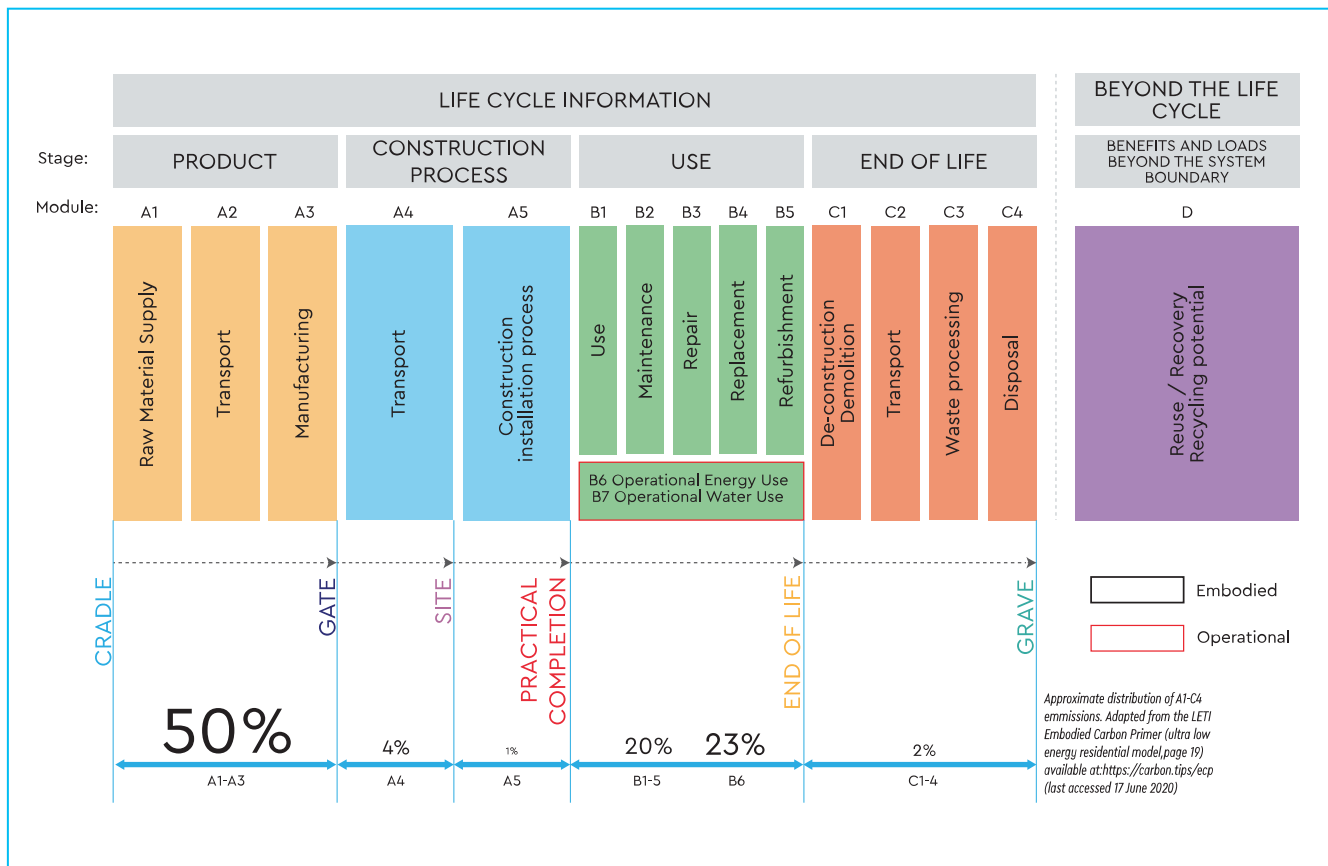 LIFE CYCLE INFORMATION
BEYOND THE LIFE
CYCLE
Stage:
PRODUCT
CONSTRUCTION
PROCESS
USE
END OF LIFE
BENEFITS AND LOADS
BEYOND THE SYSTEM
BOUNDARY
Module:
A1
A2
A3
A4
A5
B1
B2
B3
B4
B5
C1
C2
C3
C4
D
Raw Material Supply
Transport
Manufacturing
Transport
Construction
installation process
Use
Maintenance
Repair
Replacement
Refurbishment
B6 Operational Energy Use
B7 Operational Water Use
De-construction
Demolition
Transport
Waste processing
Disposal
Reuse / Recovery
Recycling potential
CRADLE
GATE
SITE
PRACTICAL
COMPLETION
END OF LIFE
GRAVE
Embodied
Operational
50%
4%
1%
20%
23%
2%
A1-A3
A4
A5
B1-5
B6
C1-4
Approximate distribution of A1-C4
emmissions. Adapted from the LETI
Embodied Carbon Primer (ultra low
energy residential model,page 19)
available at:https://carbon.tips/ecp
(last accessed 17 June 2020)